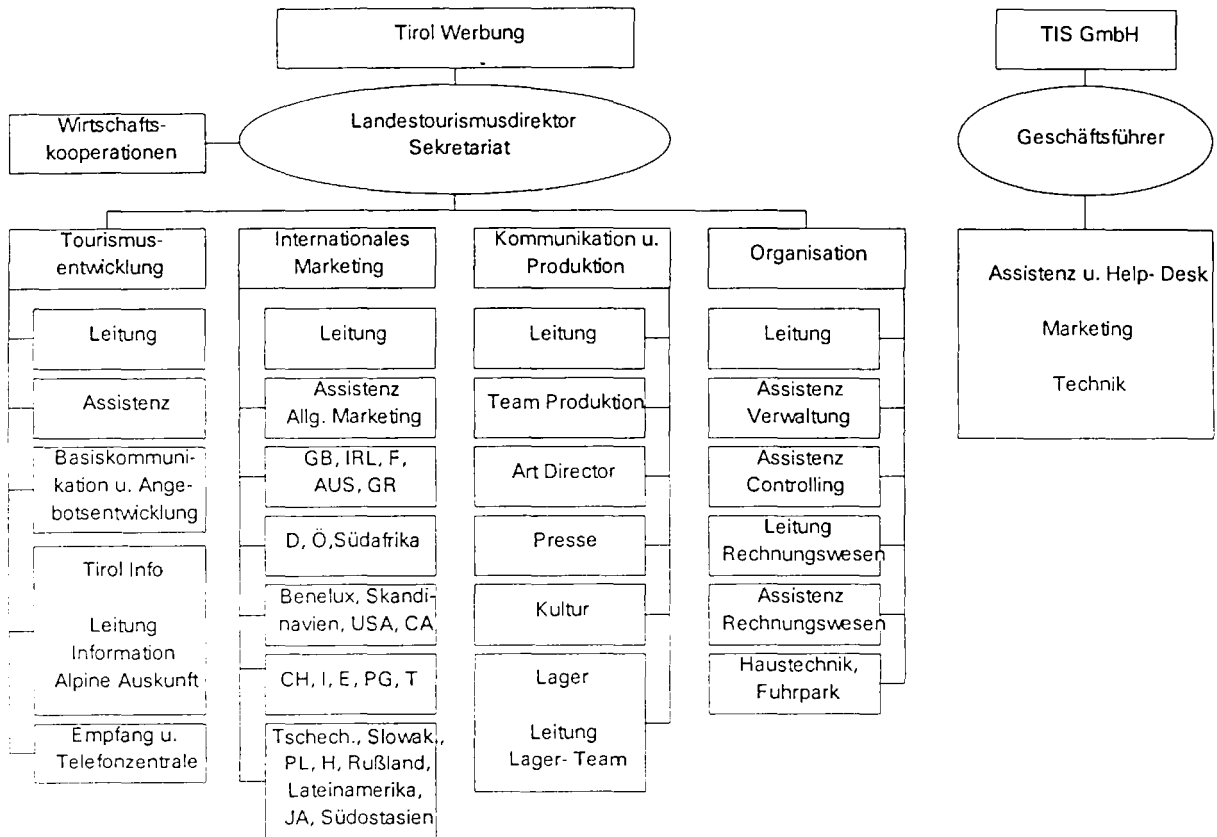 Tirol Werbung
Landestourismusdirektor
Sekretariat
Wirtschafts-
kooperationen
Tourismus-
entwicklung
Leitung
Assistenz
Basiskommuni-
kation u. Ange-
botsentwicklung
Tirol Info
Leitung
Information
Alpine Auskunft
Empfang u.
Telefonzentrale
Internationales
Marketing
Leitung
Assistenz
Allg. Marketing
GB, IRL, F,
AUS, GR
D, Ö,Südafrika
Benelux, Skandi-
navien, USA, CA
CH, I, E, PG, T
Tschech., Slowak.,
PL, H, Rußland,
Lateinamerika,
JA, Südostasien
Kommunikation u.
Produktion
Leitung
Team Produktion
Art Director
Presse
Kultur
Lager
Leitung
Lager- Team
Organisation
Leitung
Assistenz
Verwaltung
Assistenz
Controlling
Leitung
Rechnungswesen
Assistenz
Rechnungswesen
Haustechnik,
Fuhrpark
TIS GmbH
Geschäftsführer
Assistenz u. Help- Desk
Marketing
Technik